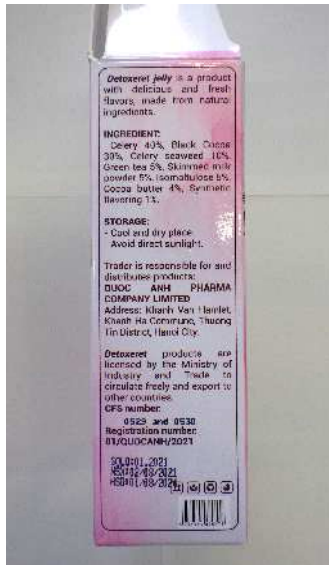 Detoxeret jelly is a product
with delicious and fresh
flavors, made from natural
ingredients.
INGREDIENT:
Celery 40%, Black Cocoa
30%, Celery seaweed 10%,
Green tea 5%, Skimmed milk
powder 5%, Isomaltulose 5%,
Cocoa butter 4%, Synthetic
flavoring 1%.
STORAGE:
- Cool and dry place
Avoid direct sunlight.
Trader is responsible for and
distributes products:
QUOC ANH PHARMA
COMPANY LIMITED
Address: Khanh Van Hamlet,
Khanh Ha Commune, Thuong
Tin District, Hanoi City.
Detoxeret products are
licensed by the Ministry of
Industry and Trade to
circulate freely and export to
other countries.
CFS number:
0529 and 0530
Registration number:
01/QUOCANH/2021
SOLO:01.2021
NSX:02/08/2021
HSD:01/08/2024